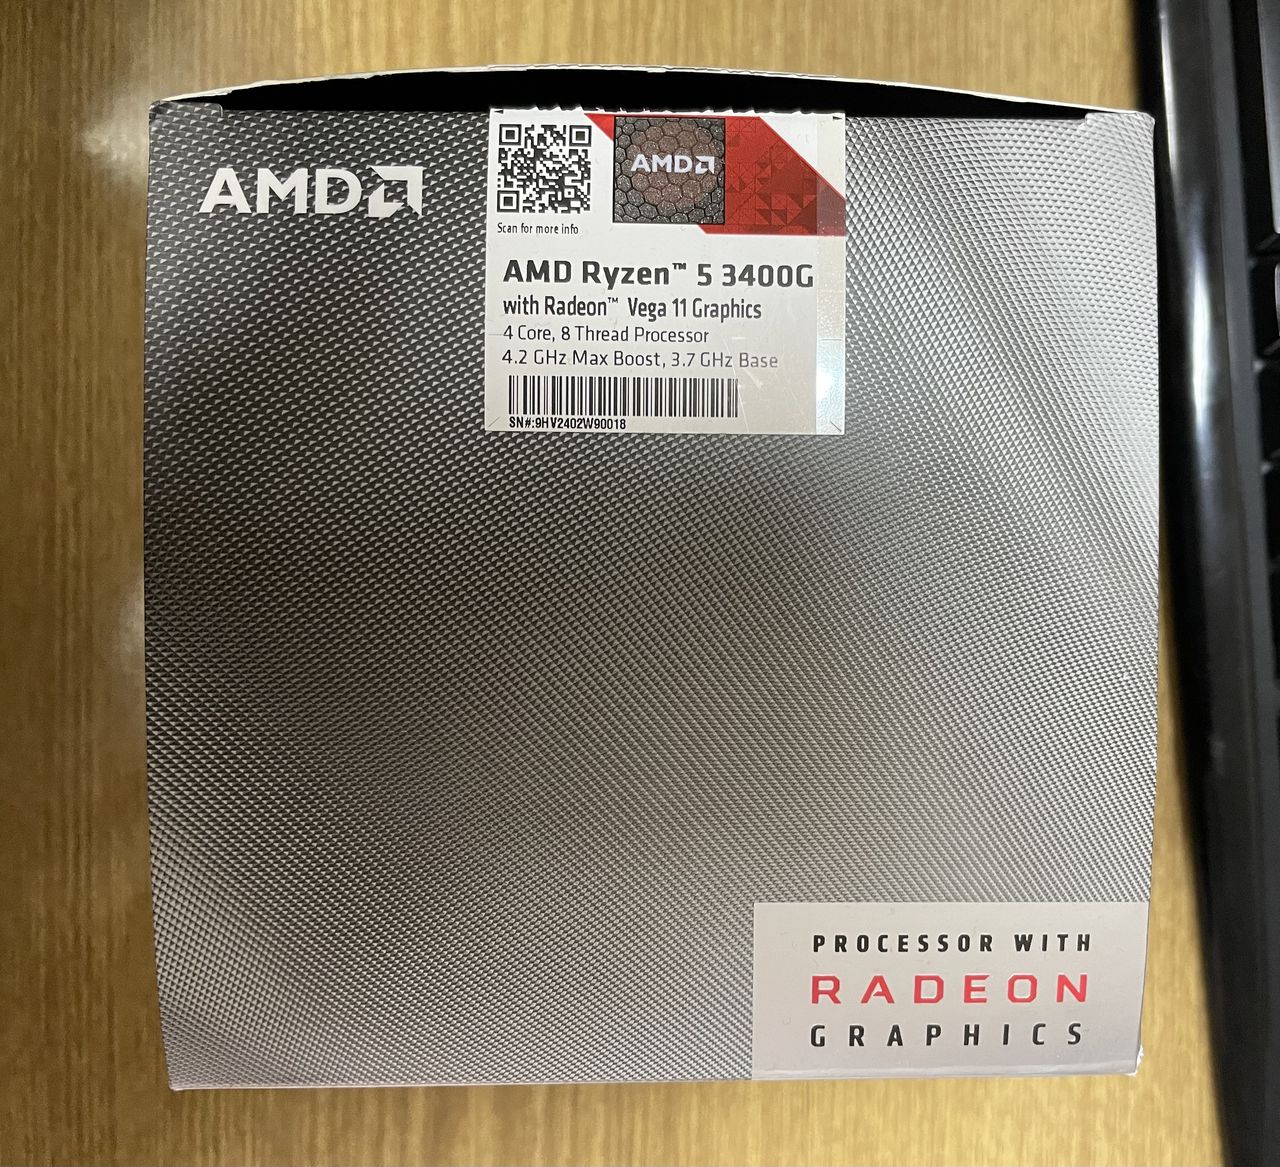 AMD
AMD
Scan for more info
AMD Ryzen™ 5 3400G
with Radeon™ Vega 11 Graphics
4 Core, 8 Thread Processor
4.2 GHz Max Boost, 3.7 GHz Base
SN#:9HV2402W90018
PROCESSOR WITH
RADEON
GRAPHICS